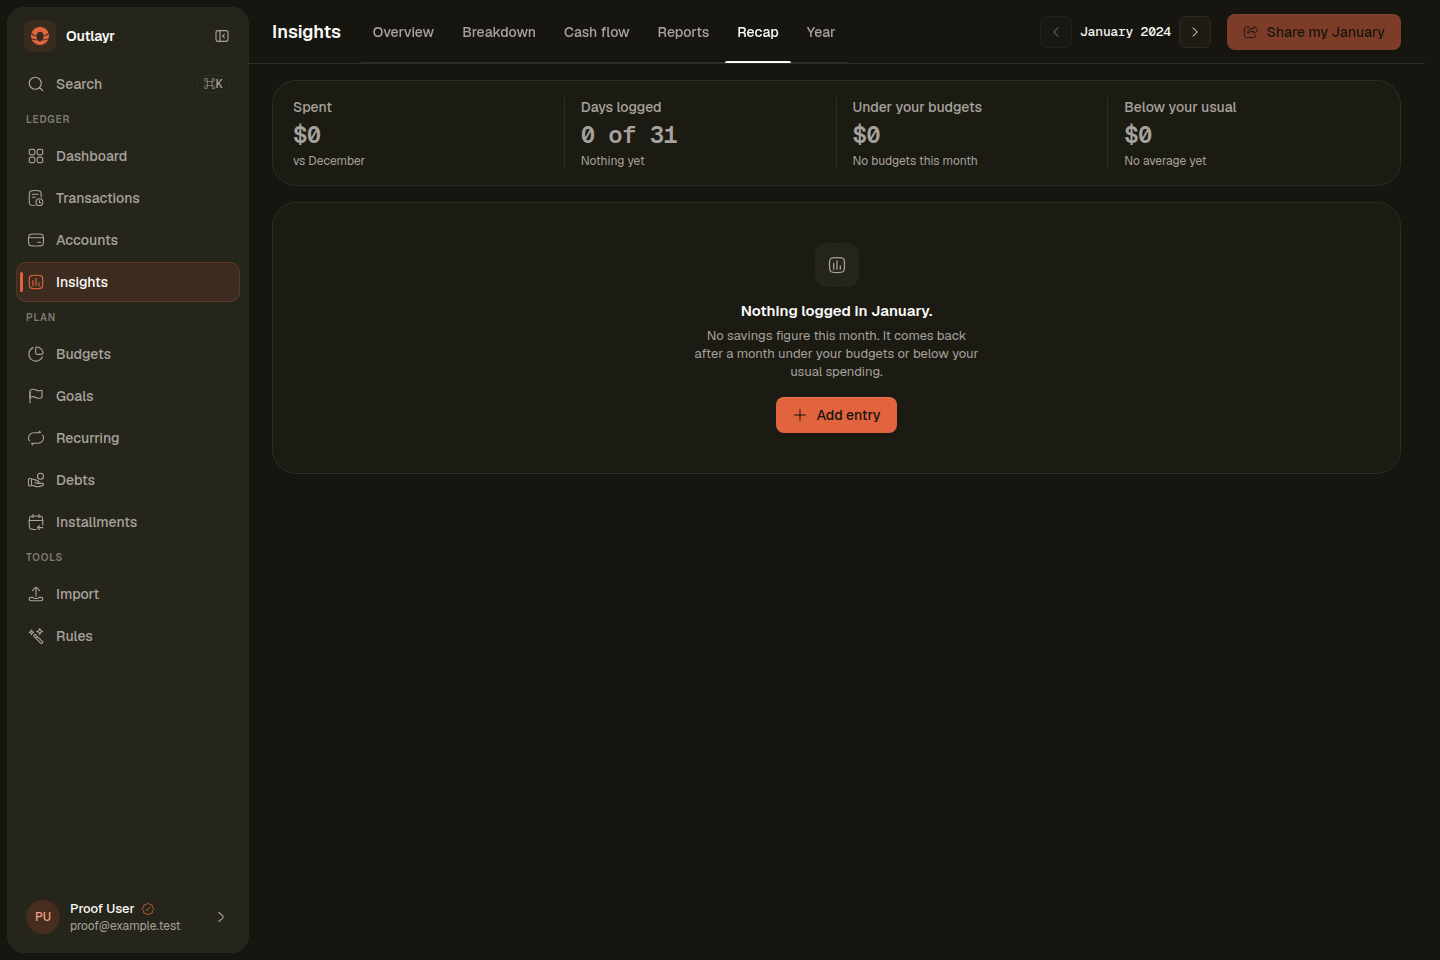 Outlayr
Search
⌘K
LEDGER
Dashboard
Transactions
Accounts
Insights
PLAN
Budgets
Goals
Recurring
Debts
Installments
TOOLS
Import
Rules
PU
Proof User
proof@example.test
Insights
Overview
Breakdown
Cash flow
Reports
Recap
Year
January 2024
Share my January
Spent
$0
vs December
Days logged
0 of 31
Nothing yet
Under your budgets
$0
No budgets this month
Below your usual
$0
No average yet
Nothing logged in January.
No savings figure this month. It comes back
after a month under your budgets or below your
usual spending.
Add entry